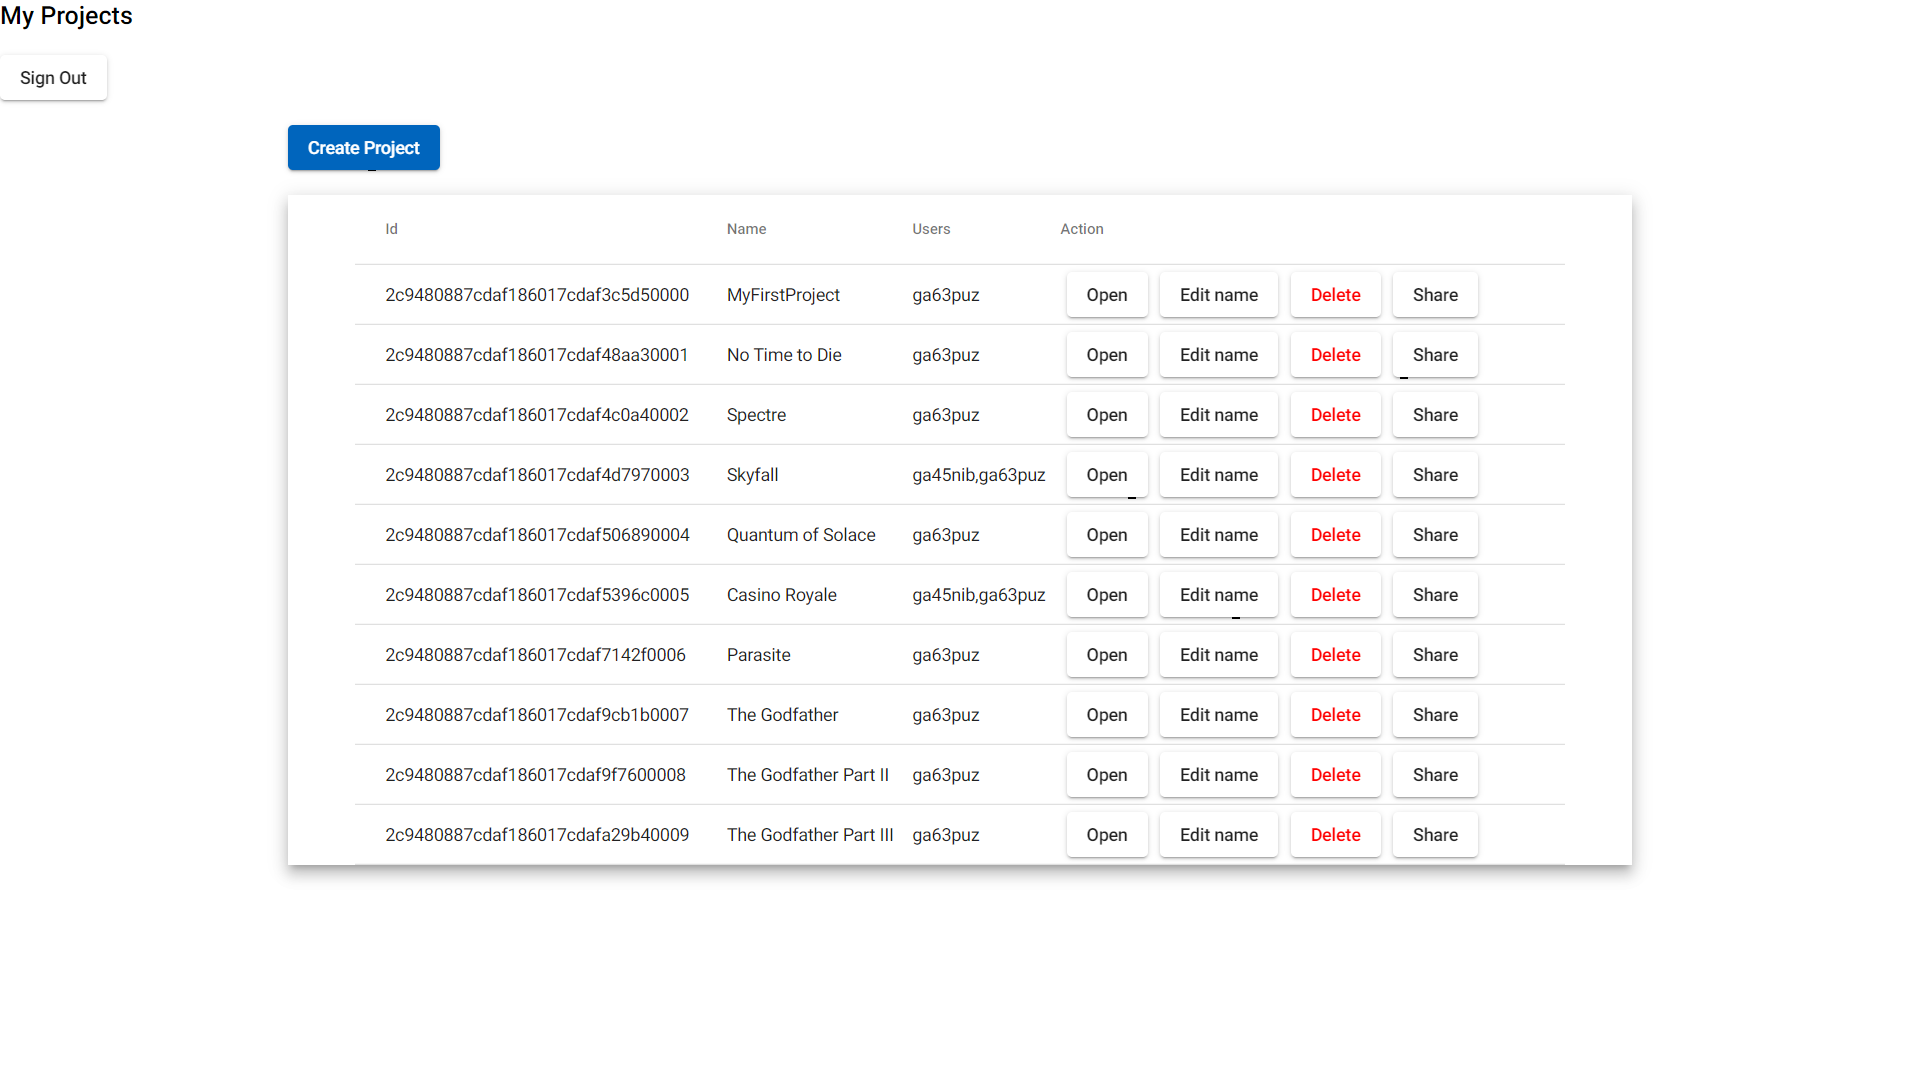 My Projects
Sign Out
Create Project
Id Name Users Action
2c9480887cdaf186017cdaf3c5d50000 MyFirstProject ga63puz Open Edit name Delete Share
2c9480887cdaf186017cdaf48aa30001 No Time to Die ga63puz Open Edit name Delete Share
2c9480887cdaf186017cdaf4c0a40002 Spectre ga63puz Open Edit name Delete Share
2c9480887cdaf186017cdaf4d7970003 Skyfall ga45nib,ga63puz Open Edit name Delete Share
2c9480887cdaf186017cdaf506890004 Quantum of Solace ga63puz Open Edit name Delete Share
2c9480887cdaf186017cdaf5396c0005 Casino Royale ga45nib,ga63puz Open Edit name Delete Share
2c9480887cdaf186017cdaf7142f0006 Parasite ga63puz Open Edit name Delete Share
2c9480887cdaf186017cdaf9cb1b0007 The Godfather ga63puz Open Edit name Delete Share
2c9480887cdaf186017cdaf9f7600008 The Godfather Part II ga63puz Open Edit name Delete Share
2c9480887cdaf186017cdafa29b40009 The Godfather Part III ga63puz Open Edit name Delete Share